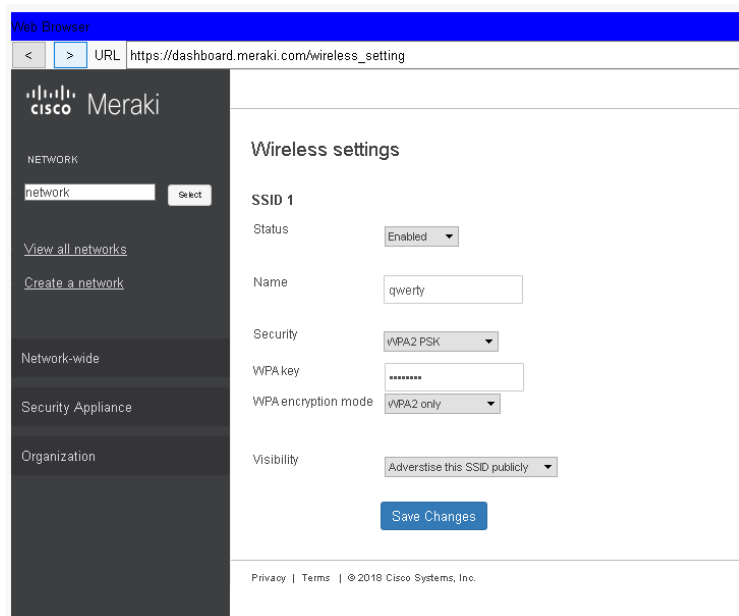 Web Browser
< > URL https://dashboard.meraki.com/wireless_setting
CISCO Meraki
NETWORK
network Select
View all networks
Create a network
Network-wide
Security Appliance
Organization
Wireless settings
SSID 1
Status Enabled
Name qwerty
Security WPA2 PSK
WPA key ••••••••
WPA encryption mode WPA2 only
Visibility Adverstise this SSID publicly
Save Changes
Privacy | Terms | © 2018 Cisco Systems, Inc.